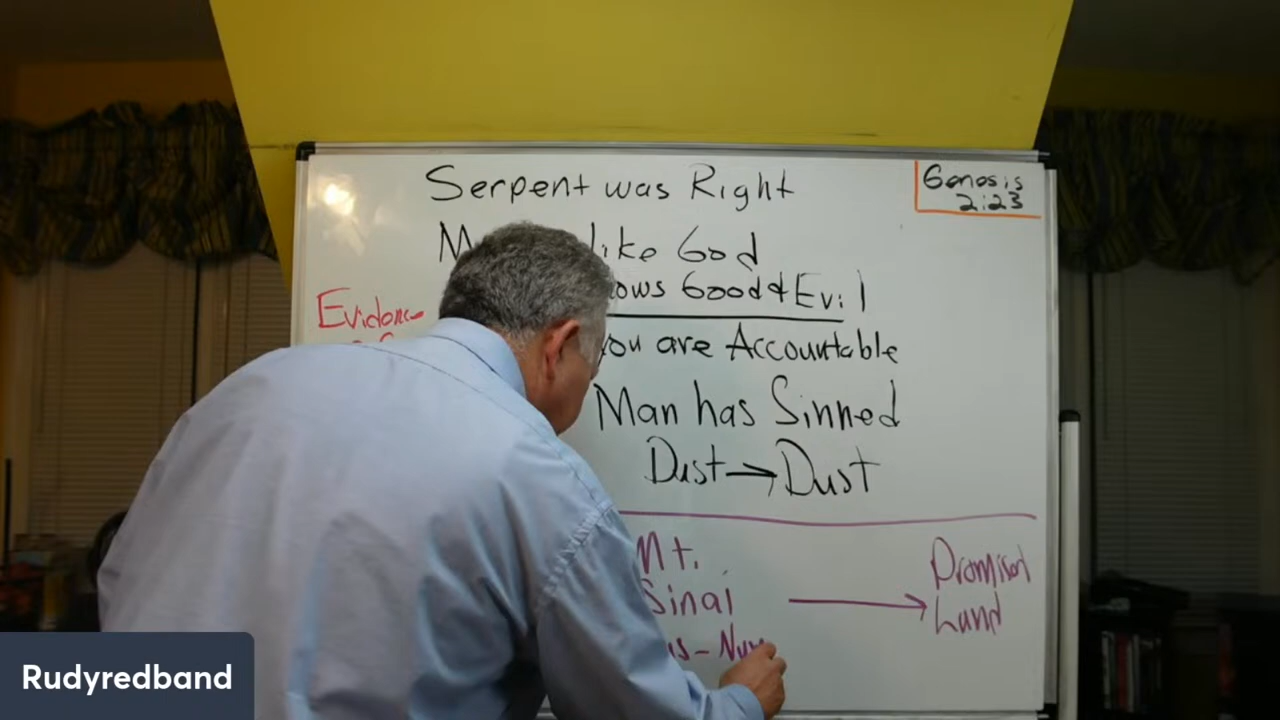 Serpent was Right
Genesis
2:23
like God
Good & Evil
Evidence
you are Accountable
Man has Sinned
Dust → Dust
Mt.
Sinai
Promised
Land
Rudyredband